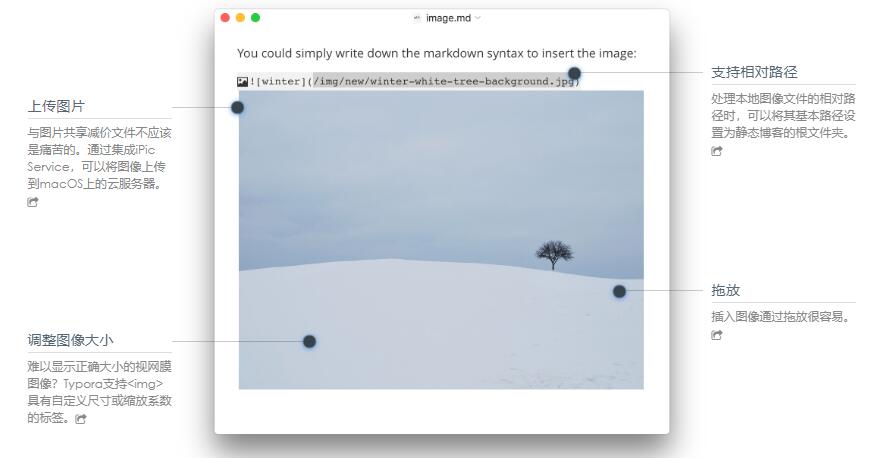 image.md
You could simply write down the markdown syntax to insert the image:
![winter](/img/new/winter-white-tree-background.jpg)
上传图片
与图片共享减价文件不应该
是痛苦的。通过集成iPic
Service，可以将图像上传
到macOS上的云服务器。
调整图像大小
难以显示正确大小的视网膜
图像？Typora支持<img>
具有自定义尺寸或缩放系数
的标签。
支持相对路径
处理本地图像文件的相对路
径时，可以将其基本路径设
置为静态博客的根文件夹。
拖放
插入图像通过拖放很容易。